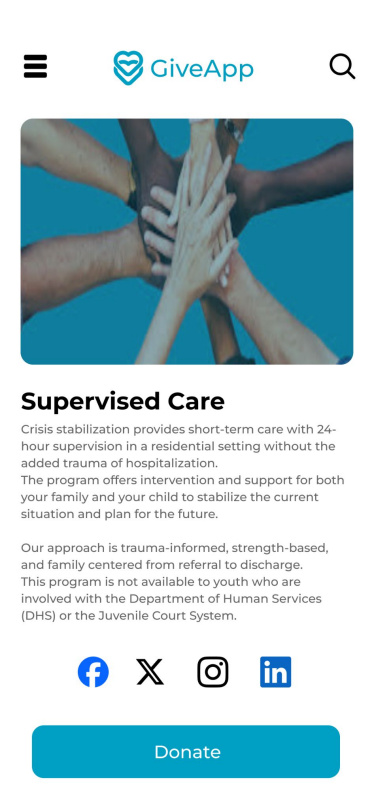 GiveApp
Supervised Care
Crisis stabilization provides short-term care with 24-
hour supervision in a residential setting without the
added trauma of hospitalization.
The program offers intervention and support for both
your family and your child to stabilize the current
situation and plan for the future.
Our approach is trauma-informed, strength-based,
and family centered from referral to discharge.
This program is not available to youth who are
involved with the Department of Human Services
(DHS) or the Juvenile Court System.
Donate